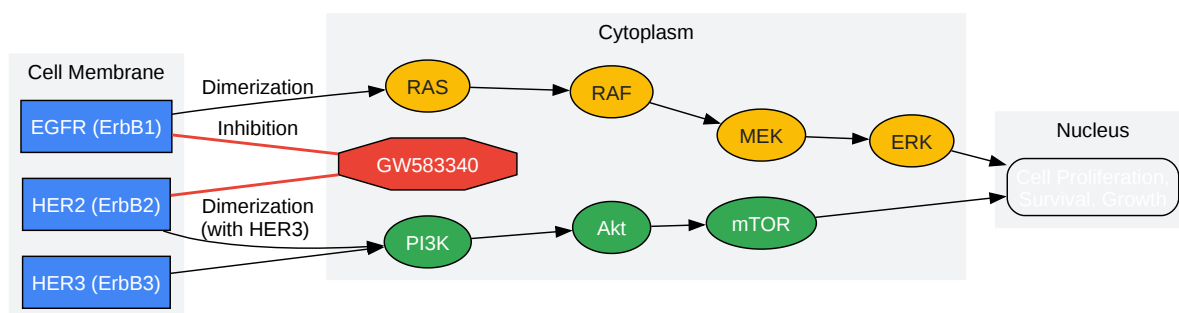 Cytoplasm
Cell Membrane
Dimerization
RAS
RAF
EGFR (ErbB1)
Inhibition
MEK
ERK
Nucleus
GW583340
Cell Proliferation,
Survival, Growth
HER2 (ErbB2)
Dimerization
(with HER3)
PI3K
Akt
mTOR
HER3 (ErbB3)